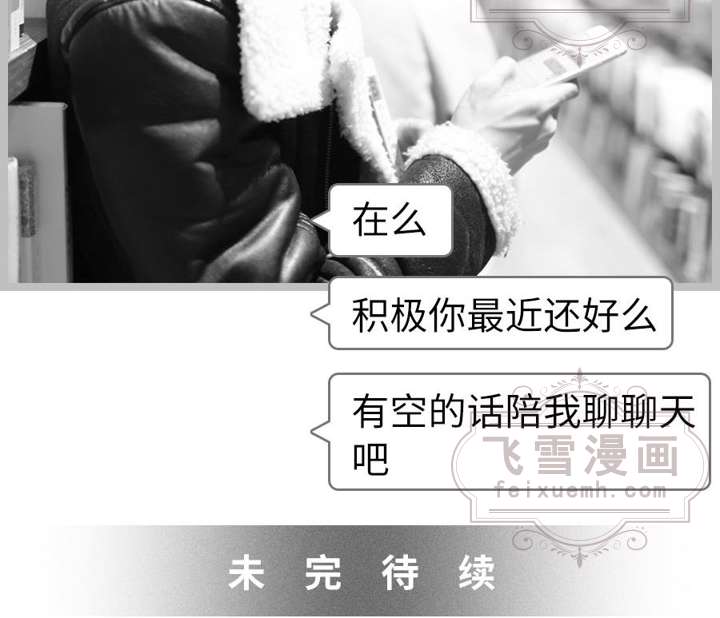 在么
积极你最近还好么
有空的话陪我聊聊天
吧
飞雪漫画
feixuemh.com
未完待续